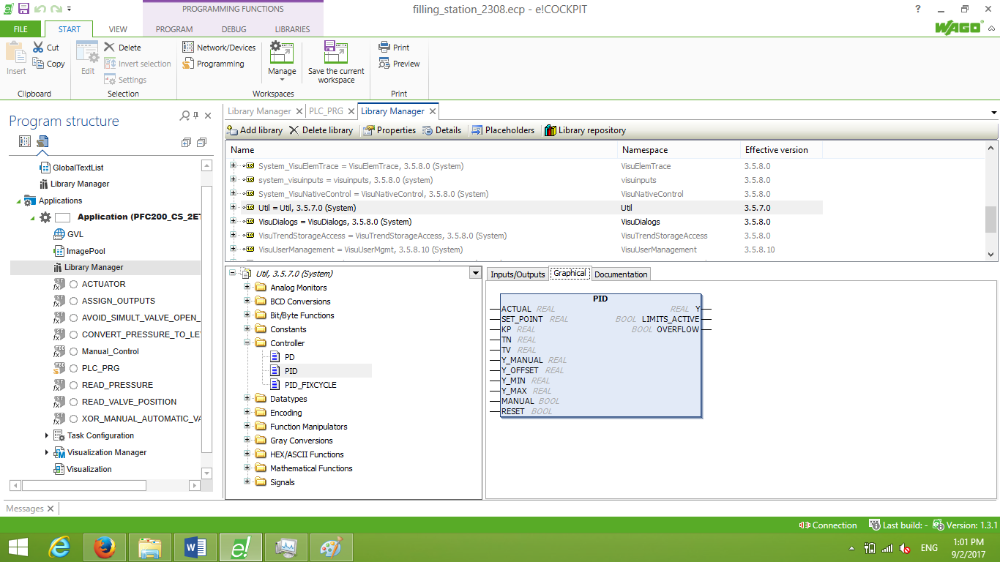 PROGRAMMING FUNCTIONS
filling_station_2308.ecp - e!COCKPIT
?
FILE START VIEW PROGRAM DEBUG LIBRARIES
WAGO
Insert
Cut
Copy
Clipboard
Edit
Delete
Invert selection
Settings
Selection
Network/Devices
Programming
Manage
Save the current
workspace
Workspaces
Print
Preview
Print
Program structure
GlobalTextList
Library Manager
Applications
Application (PFC200_CS_2ET
GVL
ImagePool
Library Manager
ACTUATOR
ASSIGN_OUTPUTS
AVOID_SIMULT_VALVE_OPEN_
CONVERT_PRESSURE_TO_LE
Manual_Control
PLC_PRG
READ_PRESSURE
READ_VALVE_POSITION
XOR_MANUAL_AUTOMATIC_VA
Task Configuration
Visualization Manager
Visualization
Library Manager PLC_PRG Library Manager
Add library Delete library Properties Details Placeholders Library repository
Name Namespace Effective version
System_VisuElemTrace = VisuElemTrace, 3.5.8.0 (System) VisuElemTrace 3.5.8.0
system_visuinputs = visuinputs, 3.5.8.0 (system) visuinputs 3.5.8.0
System_VisuNativeControl = VisuNativeControl, 3.5.8.0 (System) VisuNativeControl 3.5.8.0
Util = Util, 3.5.7.0 (System) Util 3.5.7.0
VisuDialogs = VisuDialogs, 3.5.8.0 (System) VisuDialogs 3.5.8.0
VisuTrendStorageAccess = VisuTrendStorageAccess, 3.5.8.0 (System) VisuTrendStorageAccess 3.5.8.0
VisuUserManagement = VisuUserMgmt, 3.5.8.10 (System) VisuUserManagement 3.5.8.10
Util, 3.5.7.0 (System)
Analog Monitors
BCD Conversions
Bit/Byte Functions
Constants
Controller
PD
PID
PID_FIXCYCLE
Datatypes
Encoding
Function Manipulators
Gray Conversions
HEX/ASCII Functions
Mathematical Functions
Signals
Inputs/Outputs Graphical Documentation
PID
ACTUAL REAL REAL Y
SET_POINT REAL BOOL LIMITS_ACTIVE
KP REAL BOOL OVERFLOW
TN REAL
TV REAL
Y_MANUAL REAL
Y_OFFSET REAL
Y_MIN REAL
Y_MAX REAL
MANUAL BOOL
RESET BOOL
Messages
Connection Last build: - Version: 1.3.1
ENG
1:01 PM
9/2/2017